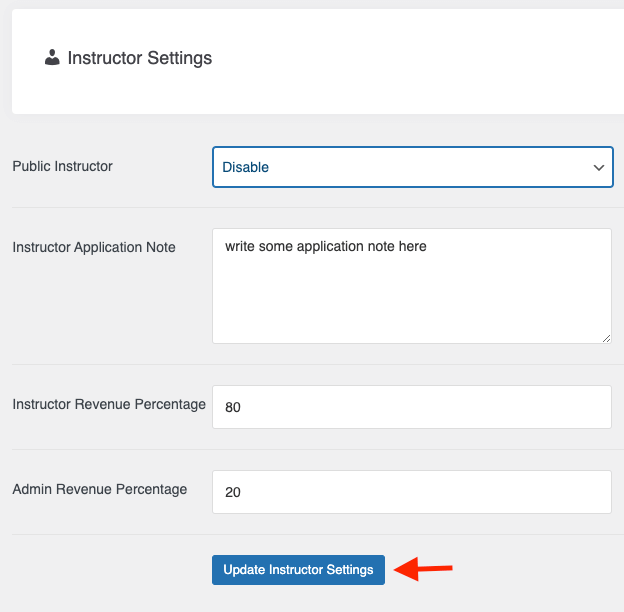 Instructor Settings
Public Instructor
Disable
Instructor Application Note
write some application note here
Instructor Revenue Percentage
80
Admin Revenue Percentage
20
Update Instructor Settings